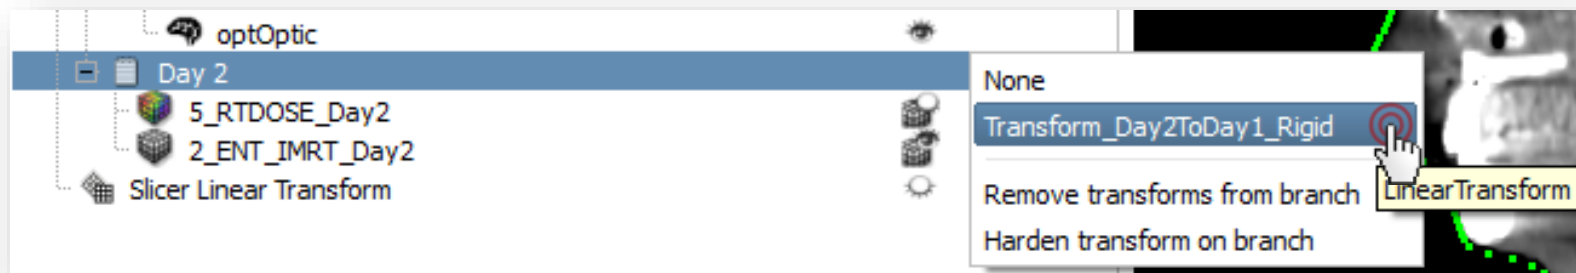 optOptic
Day 2
None
5_RTDOSE_Day2
Transform_Day2ToDay1_Rigid
2_ENT_IMRT_Day2
Slicer Linear Transform
Remove transforms from branch
LinearTransform
Harden transform on branch